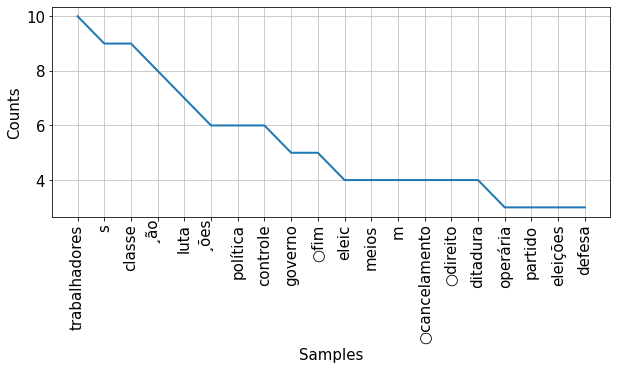 10
8
6
4
Counts
trabalhadores
s
classe
¸ão
luta
¸ões
política
controle
governo
○fim
eleic
meios
m
○cancelamento
○direito
ditadura
operária
partido
eleições
defesa
Samples